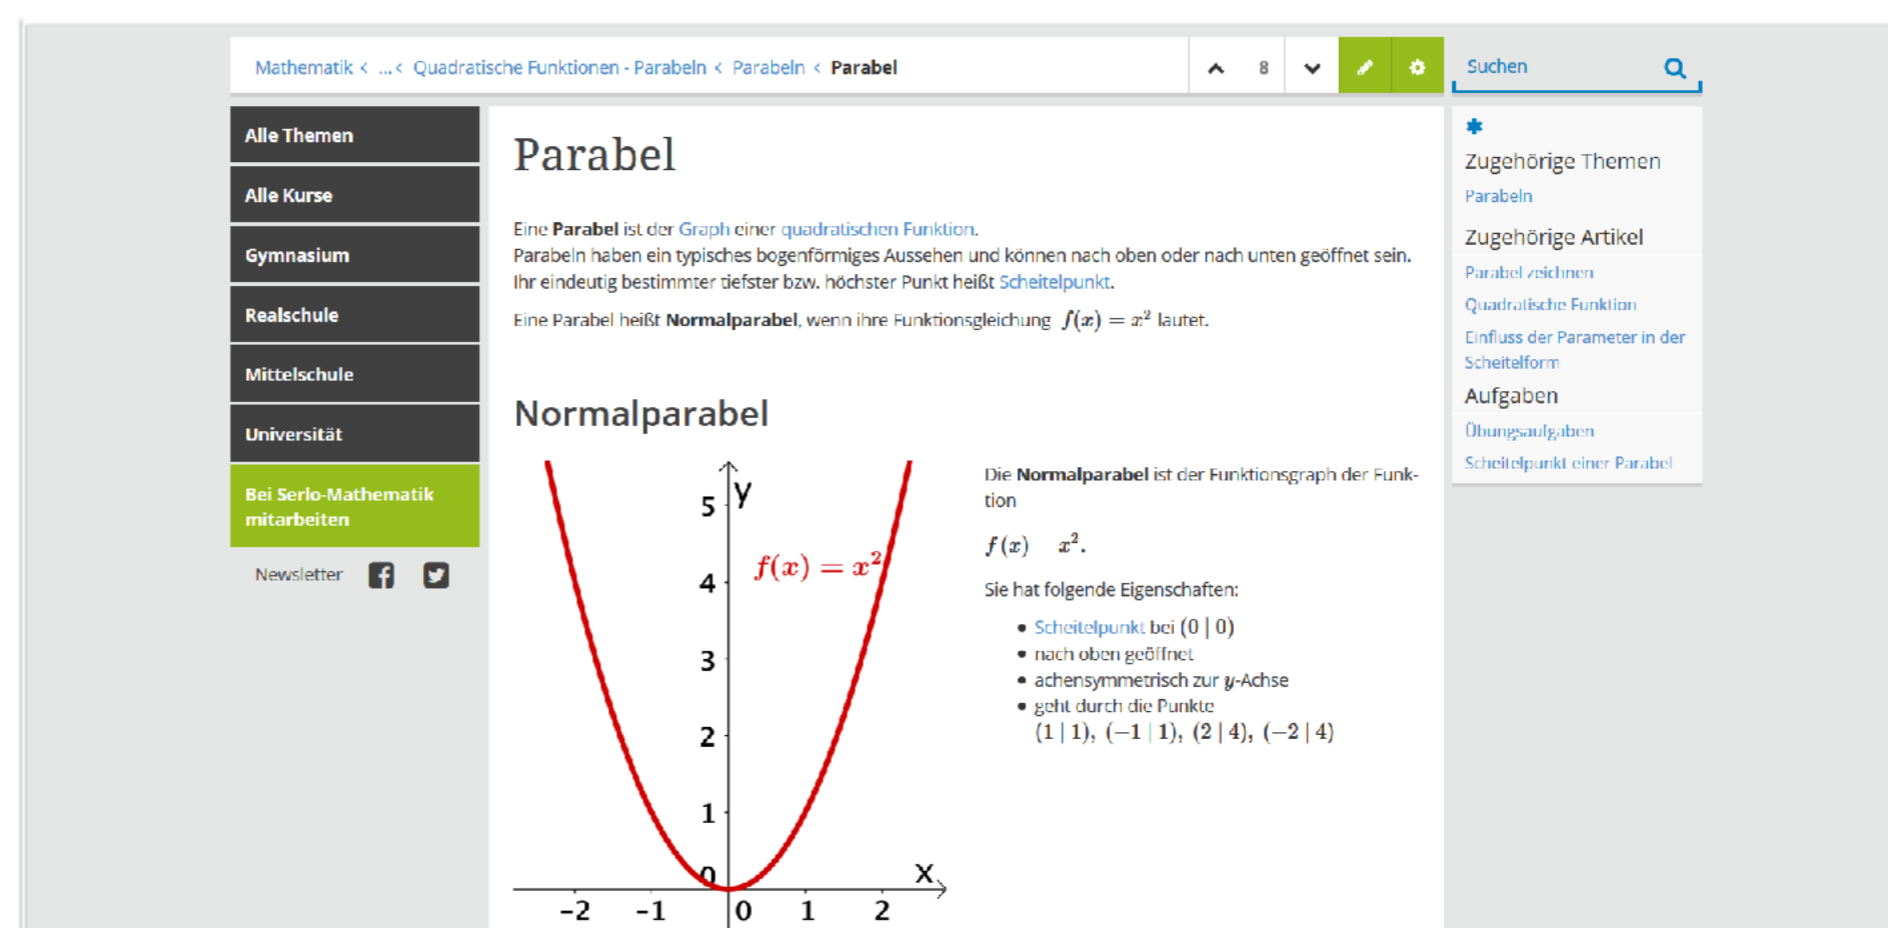 Mathematik < ... < Quadratische Funktionen - Parabeln < Parabeln < Parabel
8
Suchen
Alle Themen
Alle Kurse
Gymnasium
Realschule
Mittelschule
Universität
Bei Serlo-Mathematik
mitarbeiten
Newsletter
Parabel
Eine Parabel ist der Graph einer quadratischen Funktion.
Parabeln haben ein typisches bogenförmiges Aussehen und können nach oben oder nach unten geöffnet sein.
Ihr eindeutig bestimmter tiefster bzw. höchster Punkt heißt Scheitelpunkt.
Eine Parabel heißt Normalparabel, wenn ihre Funktionsgleichung f(x) = x² lautet.
Normalparabel
y
5
f(x) = x²
4
3
2
1
0
x
-2 -1 0 1 2
Die Normalparabel ist der Funktionsgraph der Funk-
tion
f(x) x².
Sie hat folgende Eigenschaften:
• Scheitelpunkt bei (0 | 0)
• nach oben geöffnet
• achensymmetrisch zur y-Achse
• geht durch die Punkte
(1 | 1), (−1 | 1), (2 | 4), (−2 | 4)
Zugehörige Themen
Parabeln
Zugehörige Artikel
Parabel zeichnen
Quadratische Funktion
Einfluss der Parameter in der
Scheitelform
Aufgaben
Übungsaufgaben
Scheitelpunkt einer Parabel